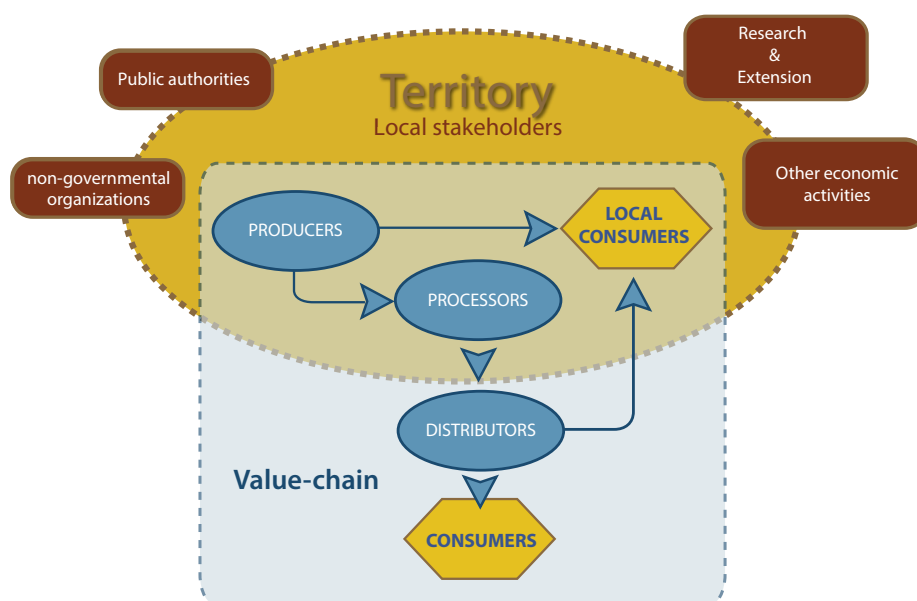 Research
&
Extension
Public authorities
Territory
Local stakeholders
non-governmental
organizations
Other economic
activities
PRODUCERS
LOCAL
CONSUMERS
PROCESSORS
DISTRIBUTORS
Value-chain
CONSUMERS